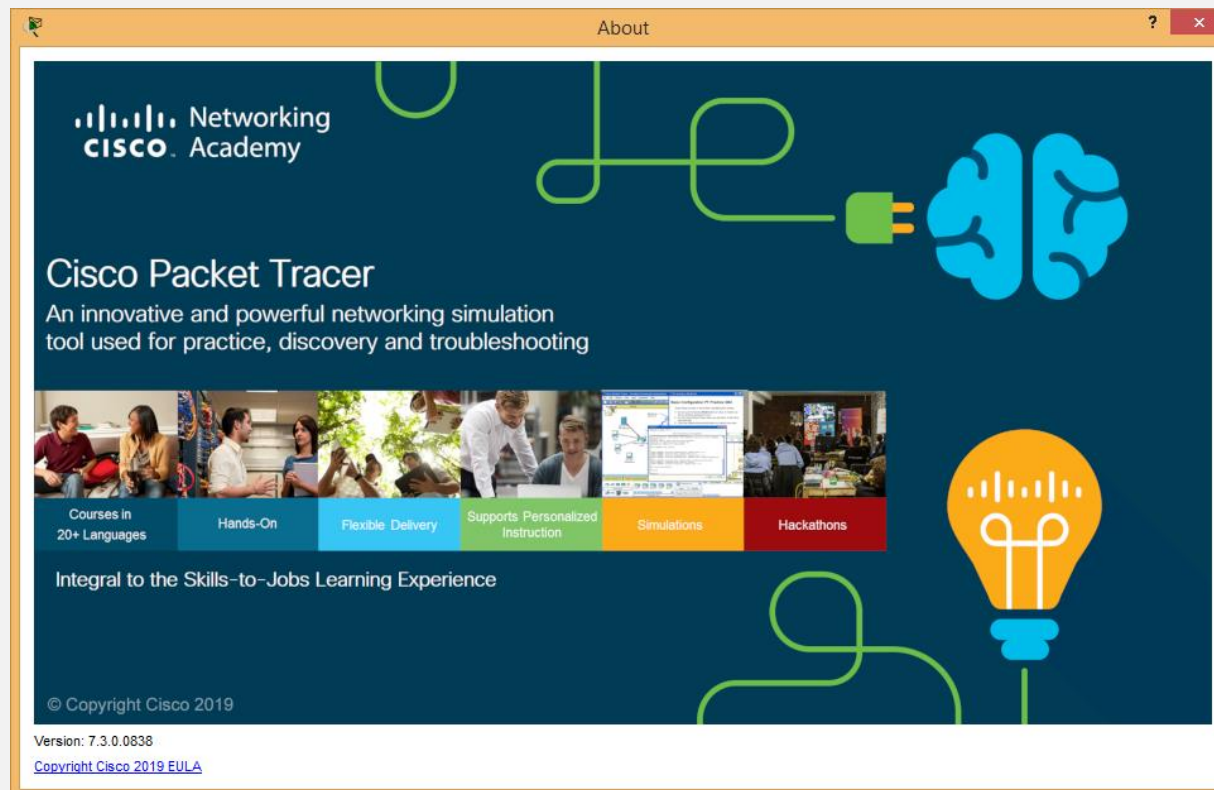 About
?
CISCO Networking
Academy
Cisco Packet Tracer
An innovative and powerful networking simulation
tool used for practice, discovery and troubleshooting
Courses in
20+ Languages
Hands-On
Flexible Delivery
Supports Personalized
Instruction
Simulations
Hackathons
Integral to the Skills-to-Jobs Learning Experience
© Copyright Cisco 2019
Version: 7.3.0.0838
Copyright Cisco 2019 EULA